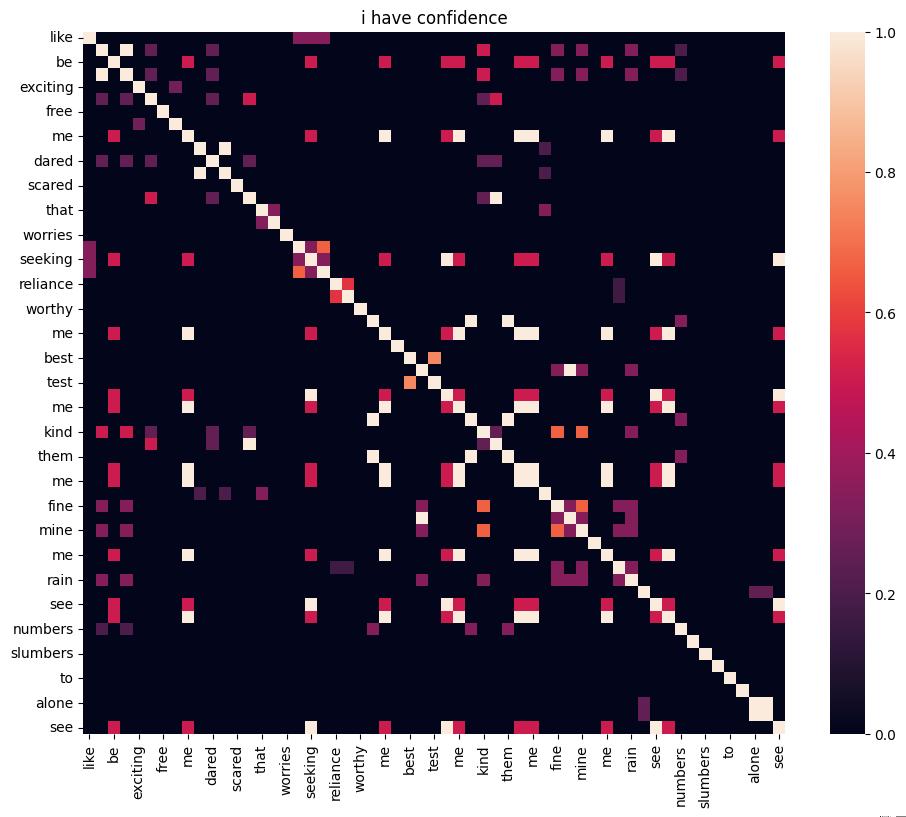 i have confidence
like
be
exciting
free
me
dared
scared
that
worries
seeking
reliance
worthy
me
best
test
me
kind
them
me
fine
mine
me
rain
see
numbers
slumbers
to
alone
see
1.0
0.8
0.6
0.4
0.2
0.0
like
be
exciting
free
me
dared
scared
that
worries
seeking
reliance
worthy
me
best
test
me
kind
them
me
fine
mine
me
rain
see
numbers
slumbers
to
alone
see